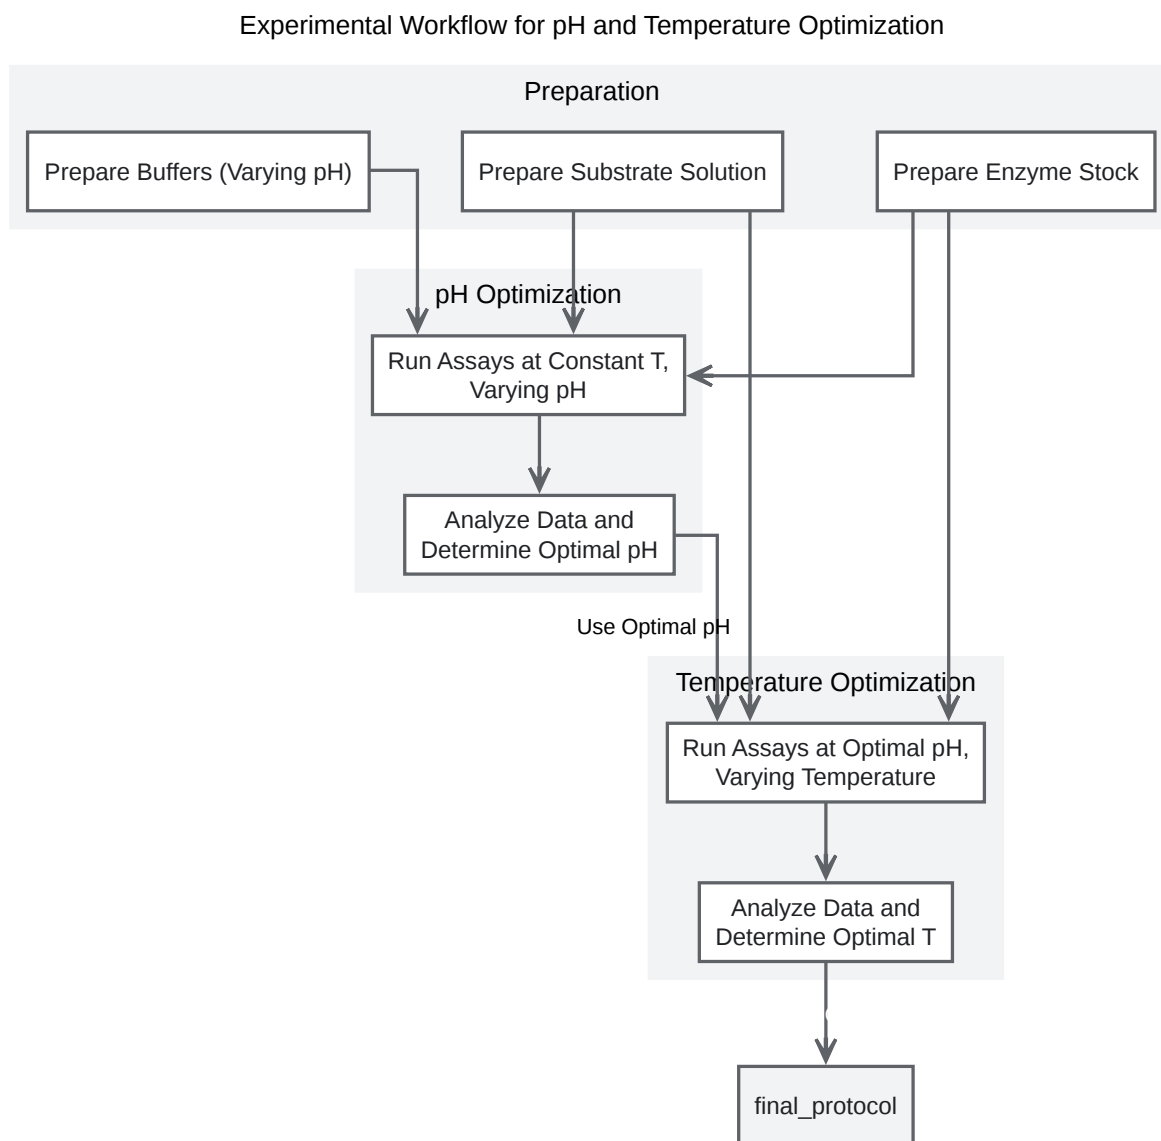 Experimental Workflow for pH and Temperature Optimization
Preparation
Prepare Buffers (Varying pH)
Prepare Substrate Solution
Prepare Enzyme Stock
pH Optimization
Run Assays at Constant T,
Varying pH
Analyze Data and
Determine Optimal pH
Use Optimal pH
Temperature Optimization
Run Assays at Optimal pH,
Varying Temperature
Analyze Data and
Determine Optimal T
final_protocol